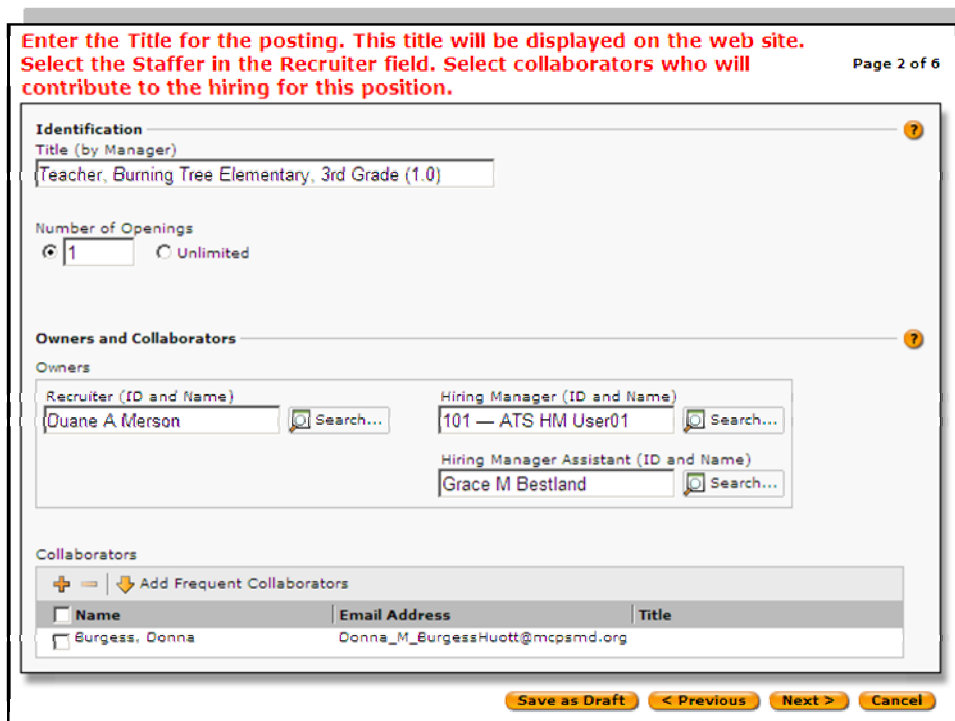 Enter the Title for the posting. This title will be displayed on the web site.
Select the Staffer in the Recruiter field. Select collaborators who will
contribute to the hiring for this position.
Page 2 of 6
Identification
?
Title (by Manager)
Teacher, Burning Tree Elementary, 3rd Grade (1.0)
Number of Openings
1 Unlimited
Owners and Collaborators
?
Owners
Recruiter (ID and Name) Hiring Manager (ID and Name)
Duane A Merson Search... 101 — ATS HM User01 Search...
Hiring Manager Assistant (ID and Name)
Grace M Bestland Search...
Collaborators
Add Frequent Collaborators
Name Email Address Title
Burgess, Donna Donna_M_BurgessHuott@mcpsmd.org
Save as Draft < Previous Next > Cancel